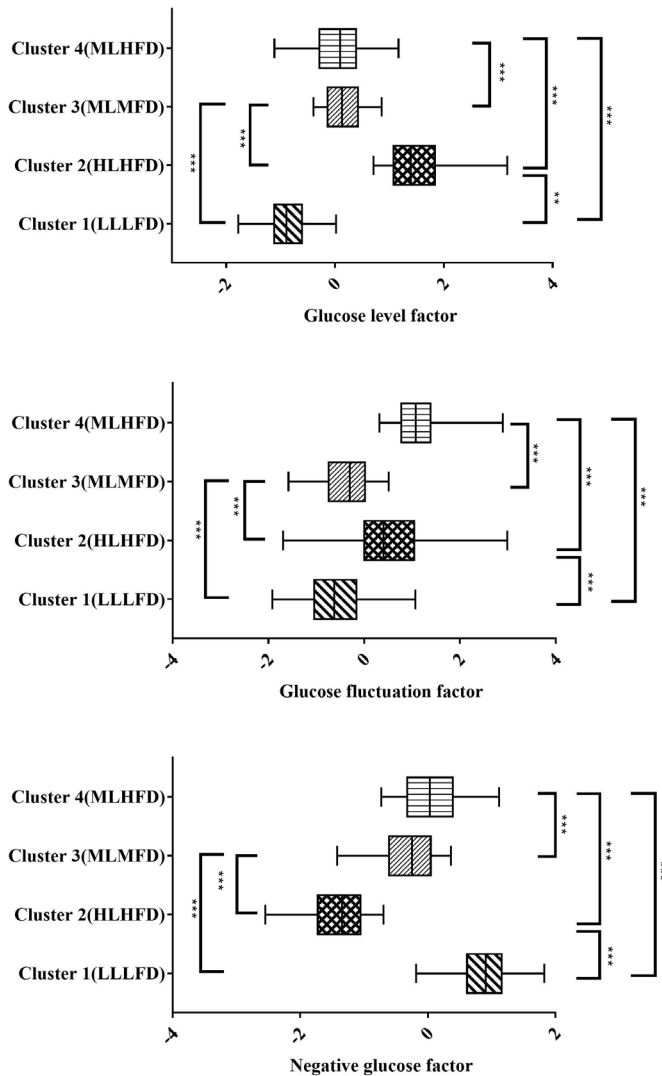 Cluster 4(MLHFD)
Cluster 3(MLMFD)
Cluster 2(HLHFD)
Cluster 1(LLLFD)
***
***
***
***
**
***
-2
0
2
4
Glucose level factor
Cluster 4(MLHFD)
Cluster 3(MLMFD)
Cluster 2(HLHFD)
Cluster 1(LLLFD)
***
***
***
***
***
***
-4
-2
0
2
4
Glucose fluctuation factor
Cluster 4(MLHFD)
Cluster 3(MLMFD)
Cluster 2(HLHFD)
Cluster 1(LLLFD)
***
***
***
***
***
***
-4
-2
0
2
Negative glucose factor